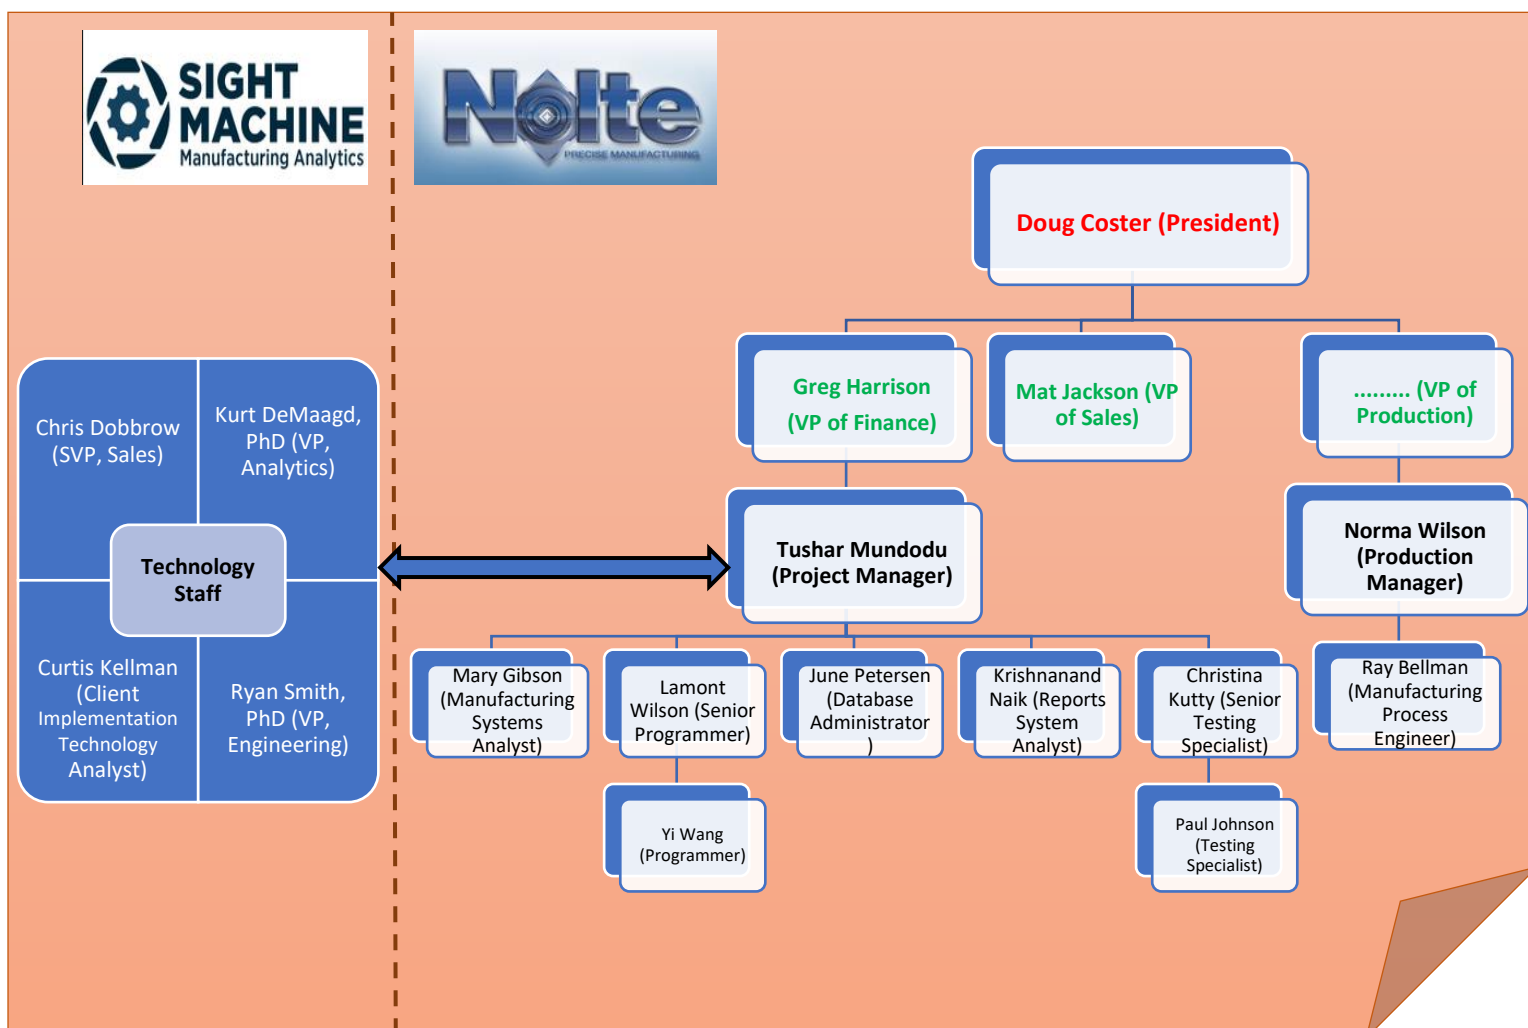 SIGHT
MACHINE
Manufacturing Analytics
Nolte
PRECISE MANUFACTURING
Doug Coster (President)
Greg Harrison
(VP of Finance)
Mat Jackson (VP
of Sales)
......... (VP of
Production)
Chris Dobbrow
(SVP, Sales)
Kurt DeMaagd,
PhD (VP,
Analytics)
Technology
Staff
Curtis Kellman
(Client
Implementation
Technology
Analyst)
Ryan Smith,
PhD (VP,
Engineering)
Tushar Mundodu
(Project Manager)
Norma Wilson
(Production
Manager)
Mary Gibson
(Manufacturing
Systems
Analyst)
Lamont
Wilson (Senior
Programmer)
June Petersen
(Database
Administrator
)
Krishnanand
Naik (Reports
System
Analyst)
Christina
Kutty (Senior
Testing
Specialist)
Ray Bellman
(Manufacturing
Process
Engineer)
Yi Wang
(Programmer)
Paul Johnson
(Testing
Specialist)